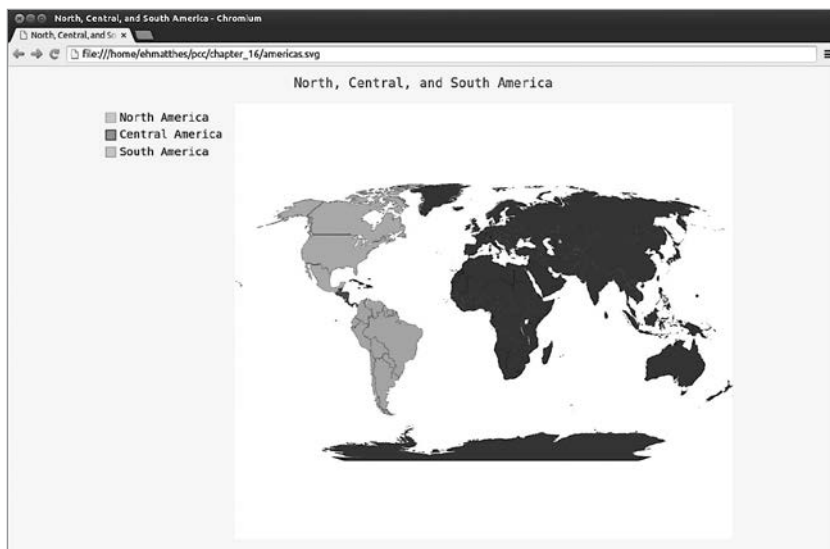 North, Central, and South America - Chromium
North, Central, and So
file:///home/ehmatthes/pcc/chapter_16/americas.svg
North, Central, and South America
North America
Central America
South America